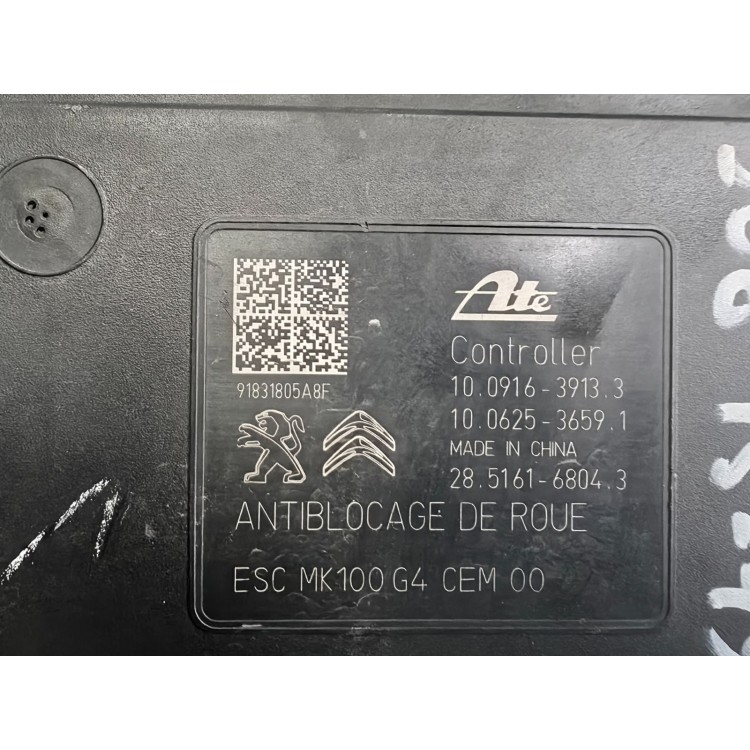 Ate
Controller
91831805A8F
10.0916-3913.3
10.0625-3659.1
MADE IN CHINA
28.5161-6804.3
ANTIBLOCAGE DE ROUE
ESC MK100 G4 CEM 00